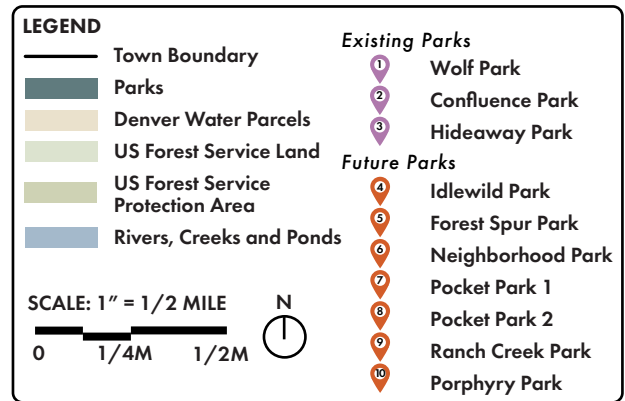 LEGEND
Town Boundary
Parks
Denver Water Parcels
US Forest Service Land
US Forest Service
Protection Area
Rivers, Creeks and Ponds
SCALE: 1" = 1/2 MILE
N
0 1/4M 1/2M
Existing Parks
1 Wolf Park
2 Confluence Park
3 Hideaway Park
Future Parks
4 Idlewild Park
5 Forest Spur Park
6 Neighborhood Park
7 Pocket Park 1
8 Pocket Park 2
9 Ranch Creek Park
10 Porphyry Park